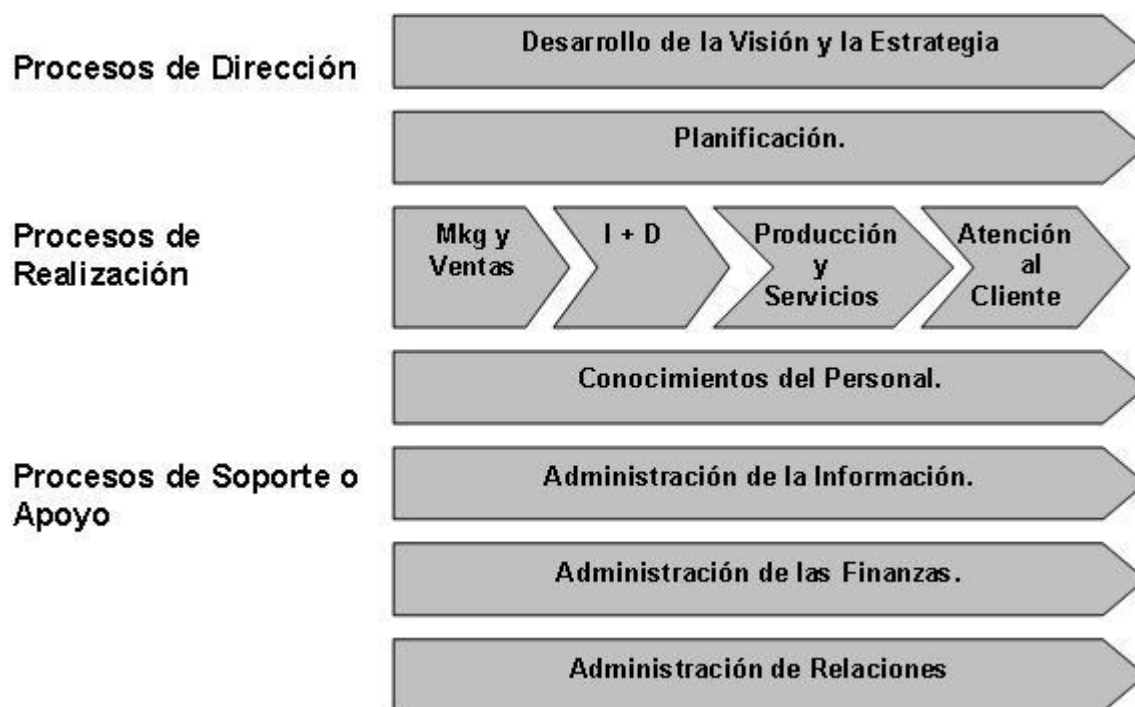 Procesos de Dirección
Desarrollo de la Visión y la Estrategia
Planificación.
Procesos de
Realización
Mkg y
Ventas
I + D
Producción
y
Servicios
Atención
al
Cliente
Conocimientos del Personal.
Procesos de Soporte o
Apoyo
Administración de la Información.
Administración de las Finanzas.
Administración de Relaciones